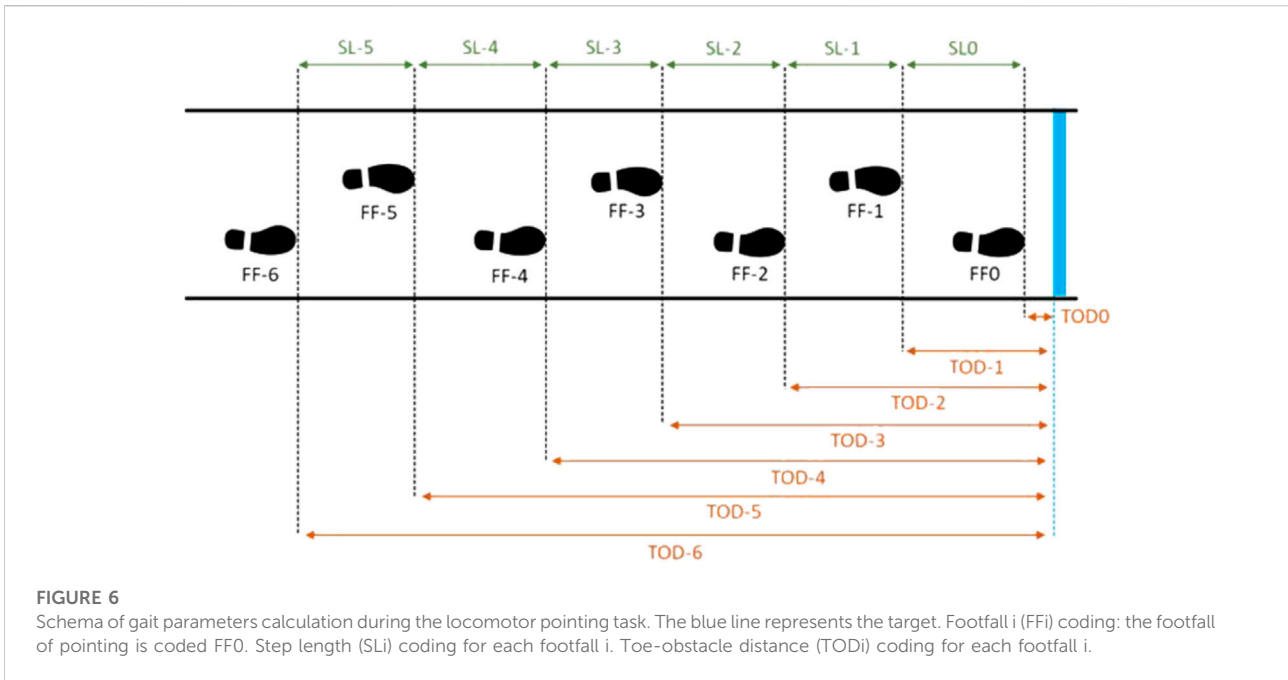 SL-5 SL-4 SL-3 SL-2 SL-1 SL0
FF-5 FF-3 FF-1
FF-6 FF-4 FF-2 FF0
TOD0
TOD-1
TOD-2
TOD-3
TOD-4
TOD-5
TOD-6
FIGURE 6
Schema of gait parameters calculation during the locomotor pointing task. The blue line represents the target. Footfall i (FFi) coding: the footfall
of pointing is coded FF0. Step length (SLi) coding for each footfall i. Toe-obstacle distance (TODi) coding for each footfall i.